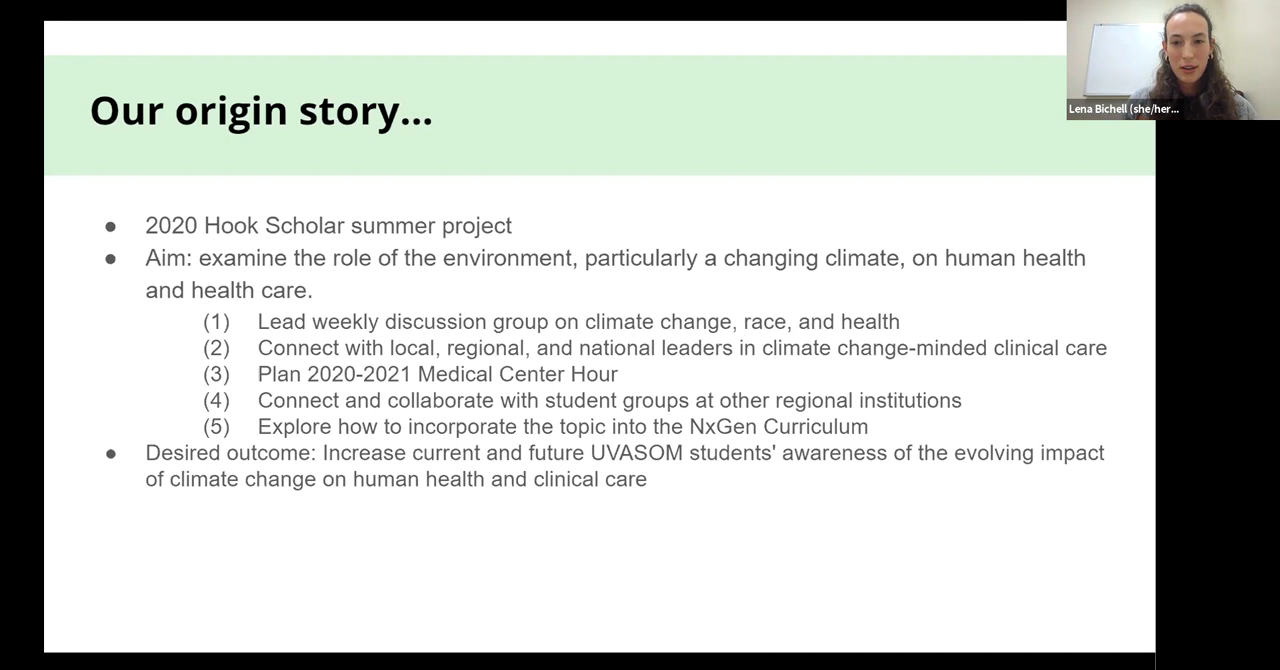 Our origin story...
Lena Bichell (she/her...
● 2020 Hook Scholar summer project
● Aim: examine the role of the environment, particularly a changing climate, on human health
and health care.
(1) Lead weekly discussion group on climate change, race, and health
(2) Connect with local, regional, and national leaders in climate change-minded clinical care
(3) Plan 2020-2021 Medical Center Hour
(4) Connect and collaborate with student groups at other regional institutions
(5) Explore how to incorporate the topic into the NxGen Curriculum
● Desired outcome: Increase current and future UVASOM students' awareness of the evolving impact
of climate change on human health and clinical care